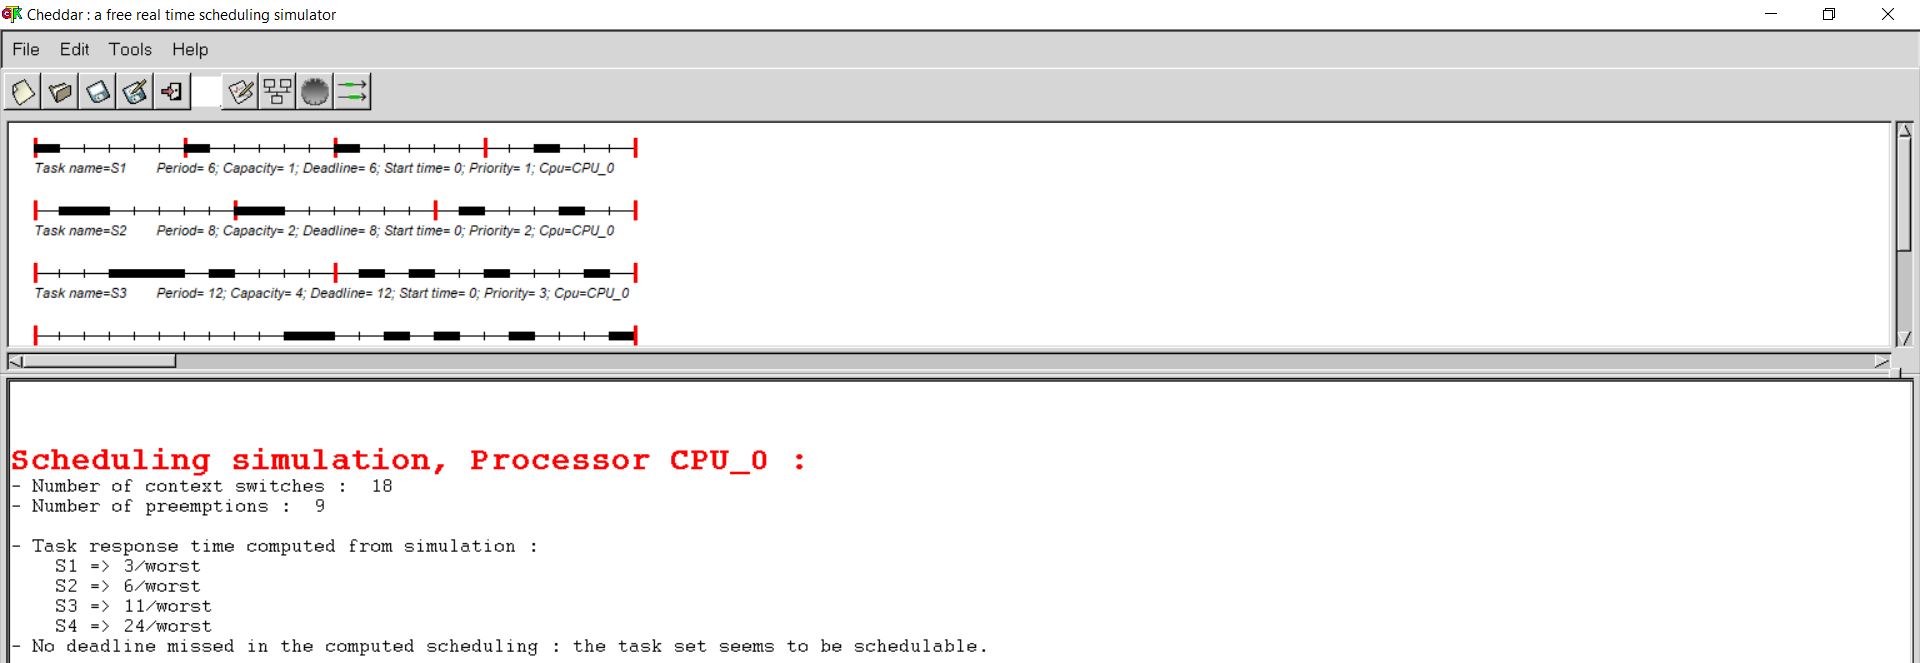 Cheddar : a free real time scheduling simulator
File Edit Tools Help
Task name=S1 Period= 6; Capacity= 1; Deadline= 6; Start time= 0; Priority= 1; Cpu=CPU_0
Task name=S2 Period= 8; Capacity= 2; Deadline= 8; Start time= 0; Priority= 2; Cpu=CPU_0
Task name=S3 Period= 12; Capacity= 4; Deadline= 12; Start time= 0; Priority= 3; Cpu=CPU_0
Scheduling simulation, Processor CPU_0 :
- Number of context switches : 18
- Number of preemptions : 9
- Task response time computed from simulation :
S1 => 3/worst
S2 => 6/worst
S3 => 11/worst
S4 => 24/worst
- No deadline missed in the computed scheduling : the task set seems to be schedulable.